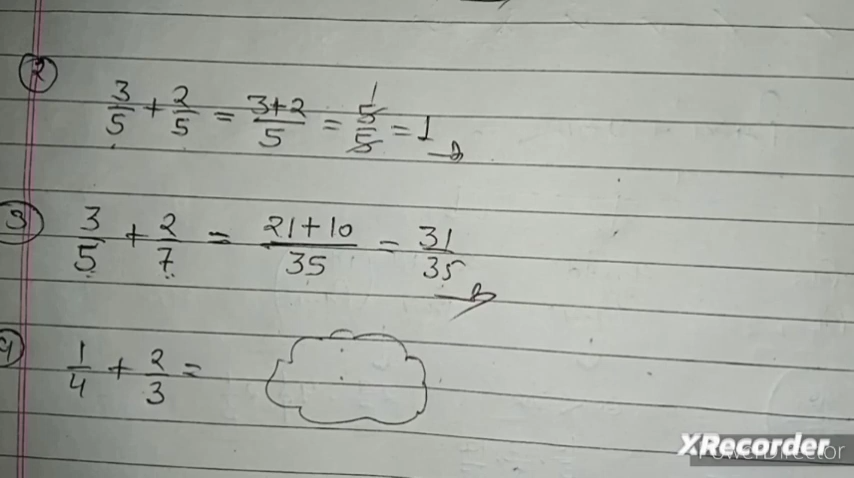 ② 3/5 + 2/5 = 3+2/5 = 5/5 = 1
③ 3/5 + 2/7 = 21+10/35 = 31/35
④ 1/4 + 2/3 =
XRecorder
PowerDirector